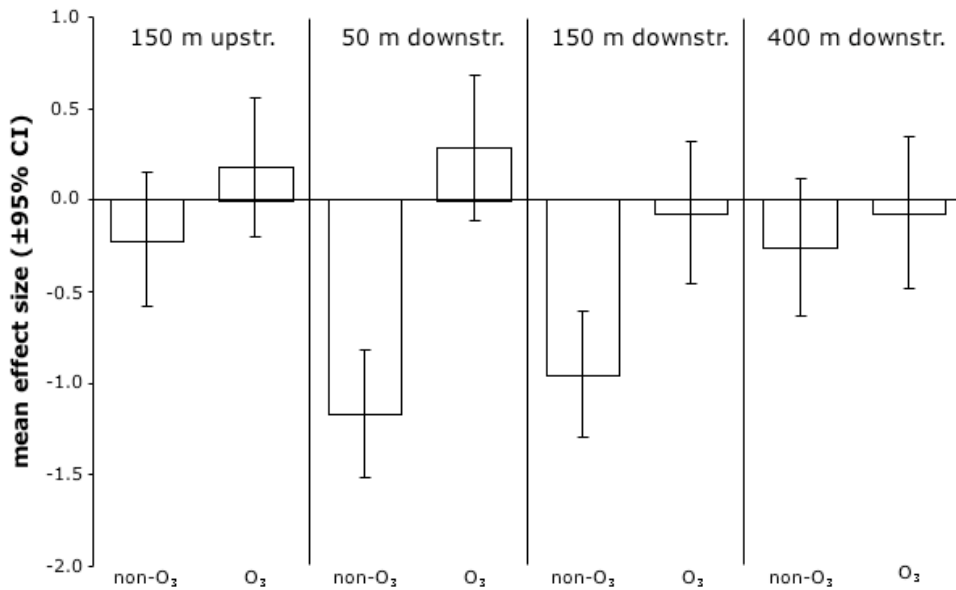 1.0
150 m upstr. 50 m downstr. 150 m downstr. 400 m downstr.
0.5
0.0
-0.5
-1.0
-1.5
-2.0
mean effect size (±95% CI)
non-O₃ O₃ non-O₃ O₃ non-O₃ O₃ non-O₃ O₃